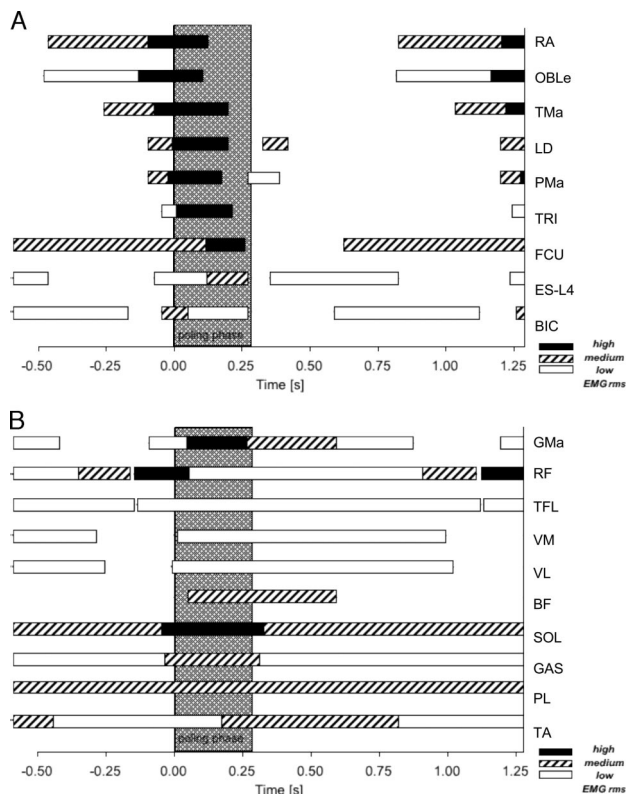 A
RA
OBLe
TMa
LD
PMa
TRI
FCU
ES-L4
BIC
poling phase
-0.50 -0.25 0.00 0.25 0.50 0.75 1.00 1.25
Time [s]
high
medium
low
EMG rms
B
GMa
RF
TFL
VM
VL
BF
SOL
GAS
PL
TA
poling phase
-0.50 -0.25 0.00 0.25 0.50 0.75 1.00 1.25
Time [s]
high
medium
low
EMG rms